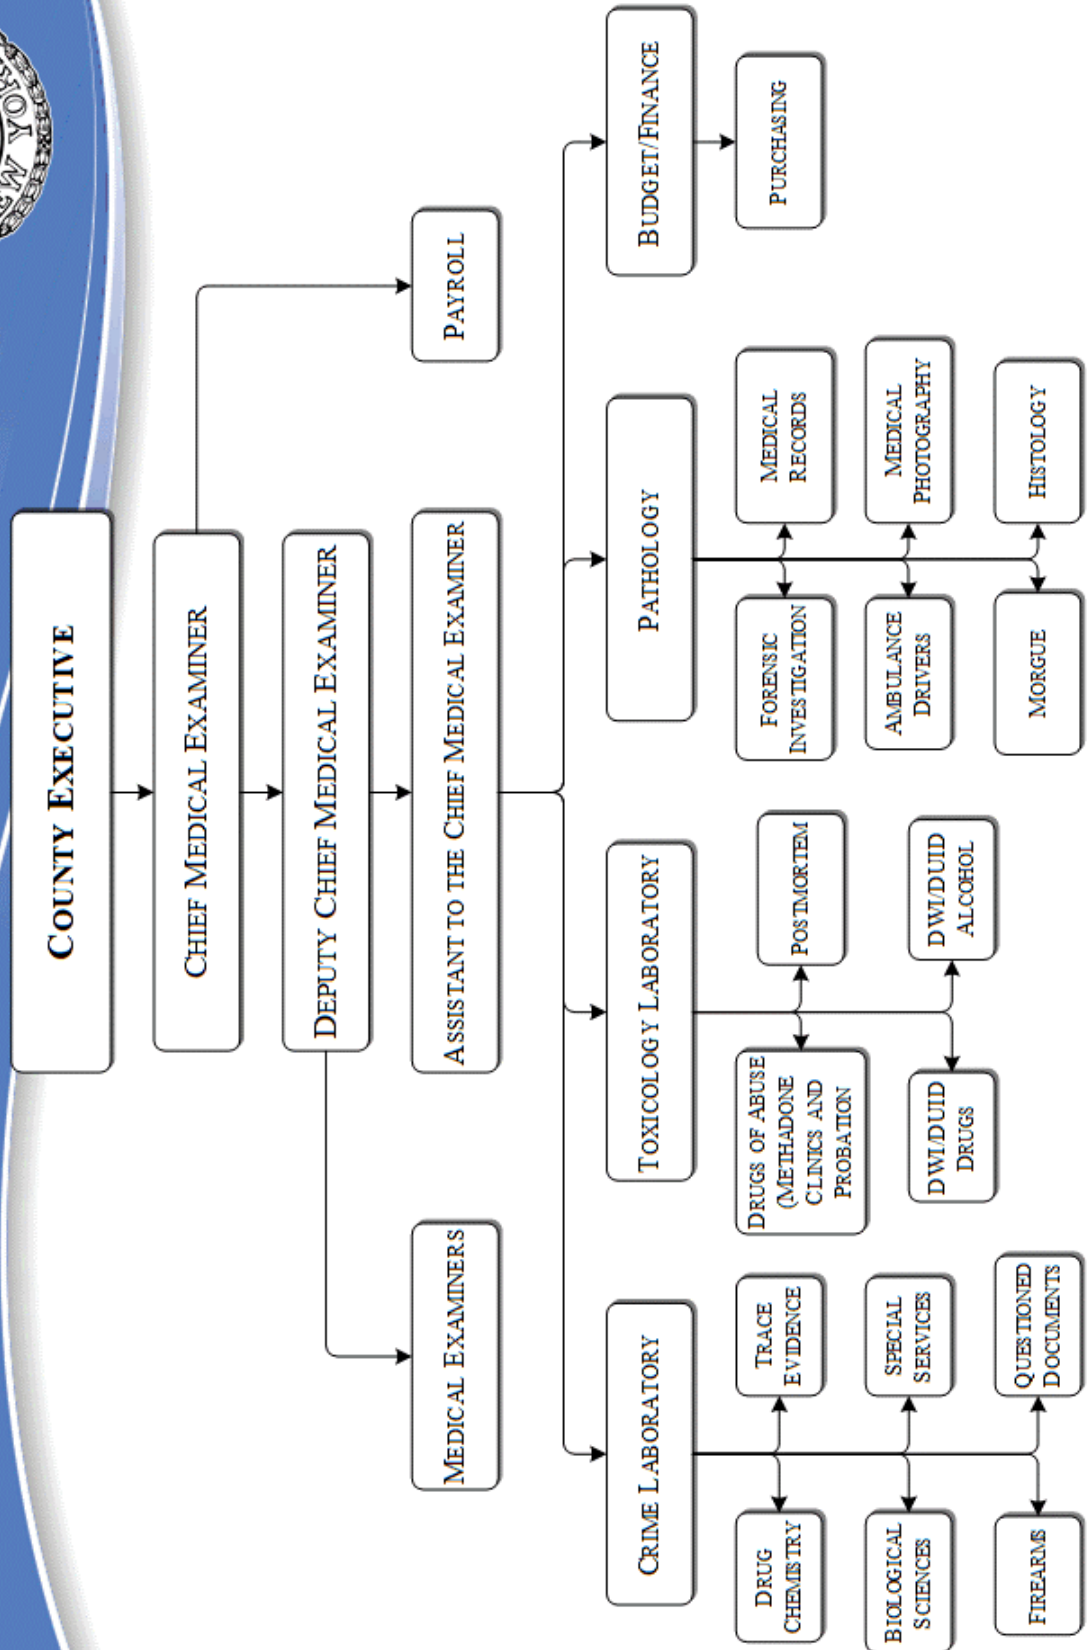 EW YO
COUNTY EXECUTIVE
CHIEF MEDICAL EXAMINER
DEPUTY CHIEF MEDICAL EXAMINER
MEDICAL EXAMINERS
ASSISTANT TO THE CHIEF MEDICAL EXAMINER
PAYROLL
CRIME LABORATORY
TOXICOLOGY LABORATORY
PATHOLOGY
BUDGET/FINANCE
DRUG
CHEMISTRY
TRACE
EVIDENCE
DRUGS OF ABUSE
(METHADONE
CLINICS AND
PROBATION
POSTMORTEM
FORENSIC
INVESTIGATION
MEDICAL
RECORDS
PURCHASING
BIOLOGICAL
SCIENCES
SPECIAL
SERVICES
DWI/DUID
DRUGS
DWI/DUID
ALCOHOL
AMBULANCE
DRIVERS
MEDICAL
PHOTOGRAPHY
FIREARMS
QUESTIONED
DOCUMENTS
MORGUE
HISTOLOGY